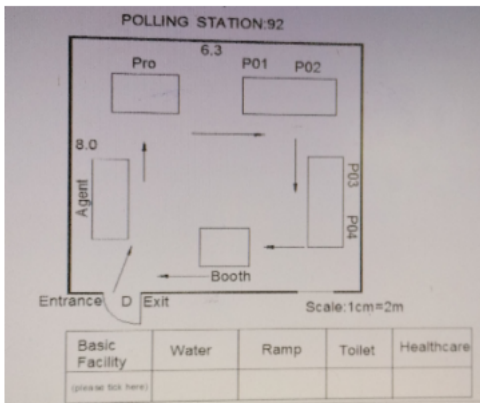 POLLING STATION:92
6.3
Pro P01 P02
8.0
Agent
P03
P04
Booth
Entrance D Exit
Scale:1cm=2m
Basic Facility Water Ramp Toilet Healthcare
(please tick here)